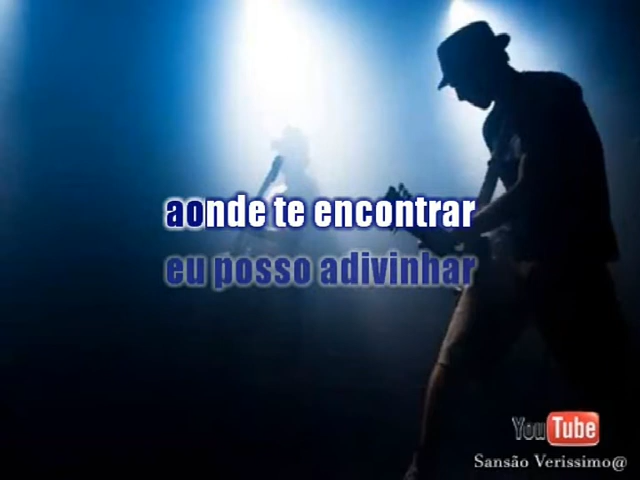 aonde te encontrar
eu posso adivinhar
YouTube
Sansão Verissimo@